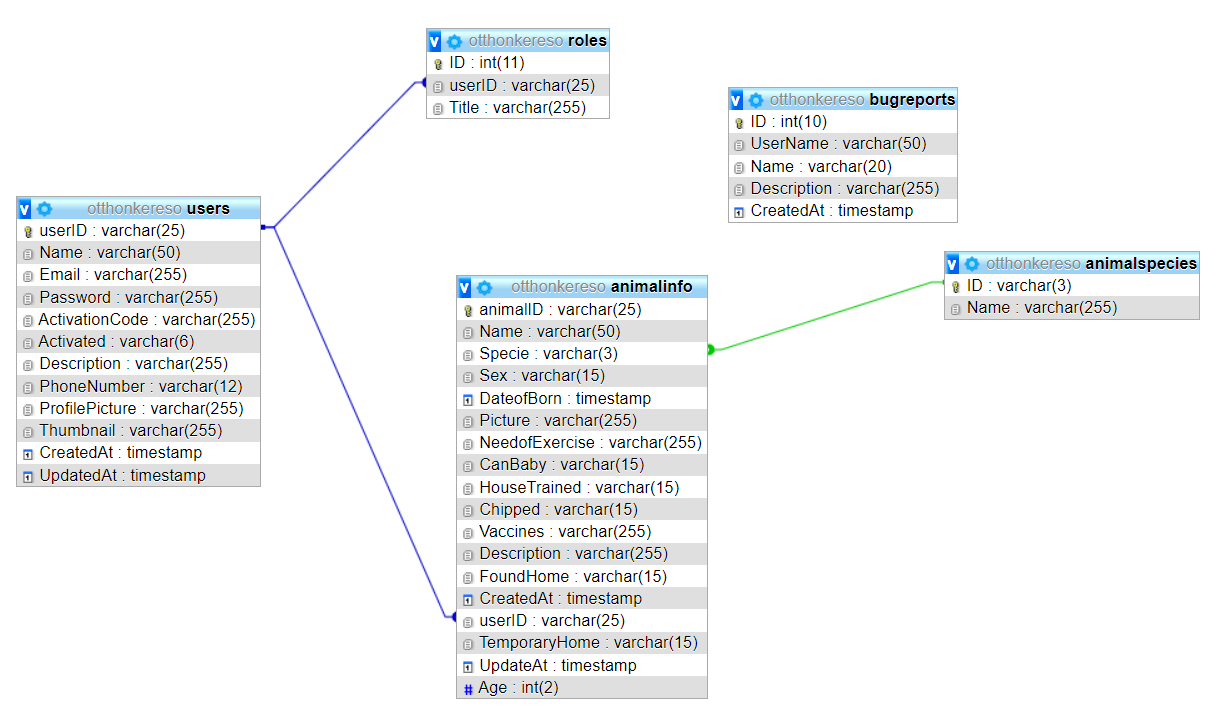 otthonkereso roles
ID : int(11)
userID : varchar(25)
Title : varchar(255)
otthonkereso bugreports
ID : int(10)
UserName : varchar(50)
Name : varchar(20)
Description : varchar(255)
CreatedAt : timestamp
otthonkereso users
userID : varchar(25)
Name : varchar(50)
Email : varchar(255)
Password : varchar(255)
ActivationCode : varchar(255)
Activated : varchar(6)
Description : varchar(255)
PhoneNumber : varchar(12)
ProfilePicture : varchar(255)
Thumbnail : varchar(255)
CreatedAt : timestamp
UpdatedAt : timestamp
otthonkereso animalinfo
animalID : varchar(25)
Name : varchar(50)
Specie : varchar(3)
Sex : varchar(15)
DateofBorn : timestamp
Picture : varchar(255)
NeedofExercise : varchar(255)
CanBaby : varchar(15)
HouseTrained : varchar(15)
Chipped : varchar(15)
Vaccines : varchar(255)
Description : varchar(255)
FoundHome : varchar(15)
CreatedAt : timestamp
userID : varchar(25)
TemporaryHome : varchar(15)
UpdateAt : timestamp
# Age : int(2)
otthonkereso animalspecies
ID : varchar(3)
Name : varchar(255)